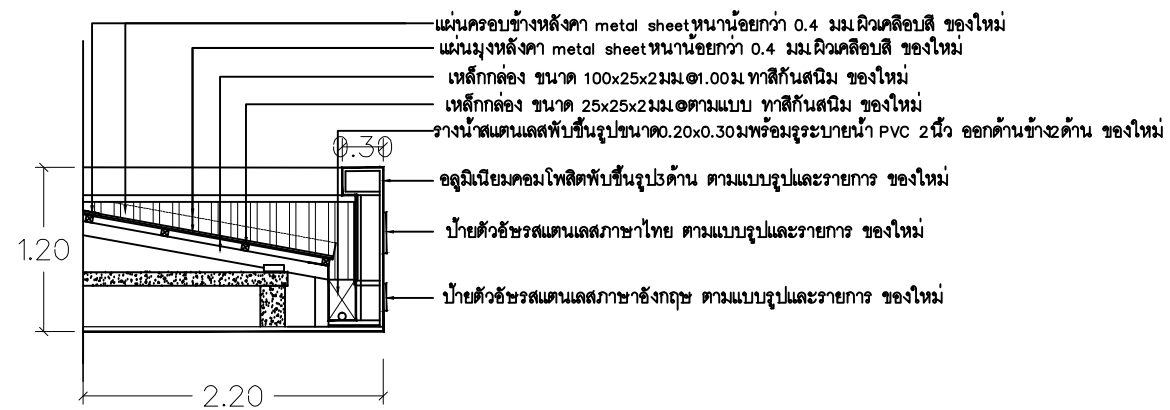 แผ่นครอบข้างหลังคา metal sheetหนาน้อยกว่า 0.4 มม.ผิวเคลือบสี ของใหม่
แผ่นมุงหลังคา metal sheetหนาน้อยกว่า 0.4 มม.ผิวเคลือบสี ของใหม่
เหล็กกล่อง ขนาด 100x25x2มม.@1.00ม.ทาสีกันสนิม ของใหม่
เหล็กกล่อง ขนาด 25x25x2มม.@ตามแบบ ทาสีกันสนิม ของใหม่
รางน้ำสแตนเลสพับขึ้นรูปขนาด0.20x0.30มพร้อมรูระบายน้ำ PVC 2นิ้ว ออกด้านข้าง2ด้าน ของใหม่
0.30
อลูมิเนียมคอมโพสิตพับขึ้นรูป3ด้าน ตามแบบรูปและรายการ ของใหม่
ป้ายตัวอัษรสแตนเลสภาษาไทย ตามแบบรูปและรายการ ของใหม่
1.20
ป้ายตัวอัษรสแตนเลสภาษาอังกฤษ ตามแบบรูปและรายการ ของใหม่
2.20